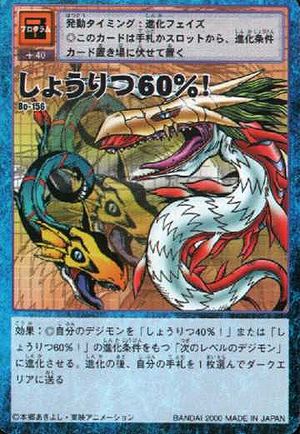 プログラム
+40
発動タイミング：進化フェイズ
◎このカードは手札かスロットから、進化条件
カード置き場に伏せて置く
しょうりつ60%!
Bo-156
効果：◎自分のデジモンを「しょうりつ40%！」または「し
ょうりつ60%！」の進化条件をもつ「次のレベルのデジモン」
に進化させる。進化の後、自分の手札を1枚選んでダークエ
リアに送る
©本郷あきよし・東映アニメーション
BANDAI 2000 MADE IN JAPAN